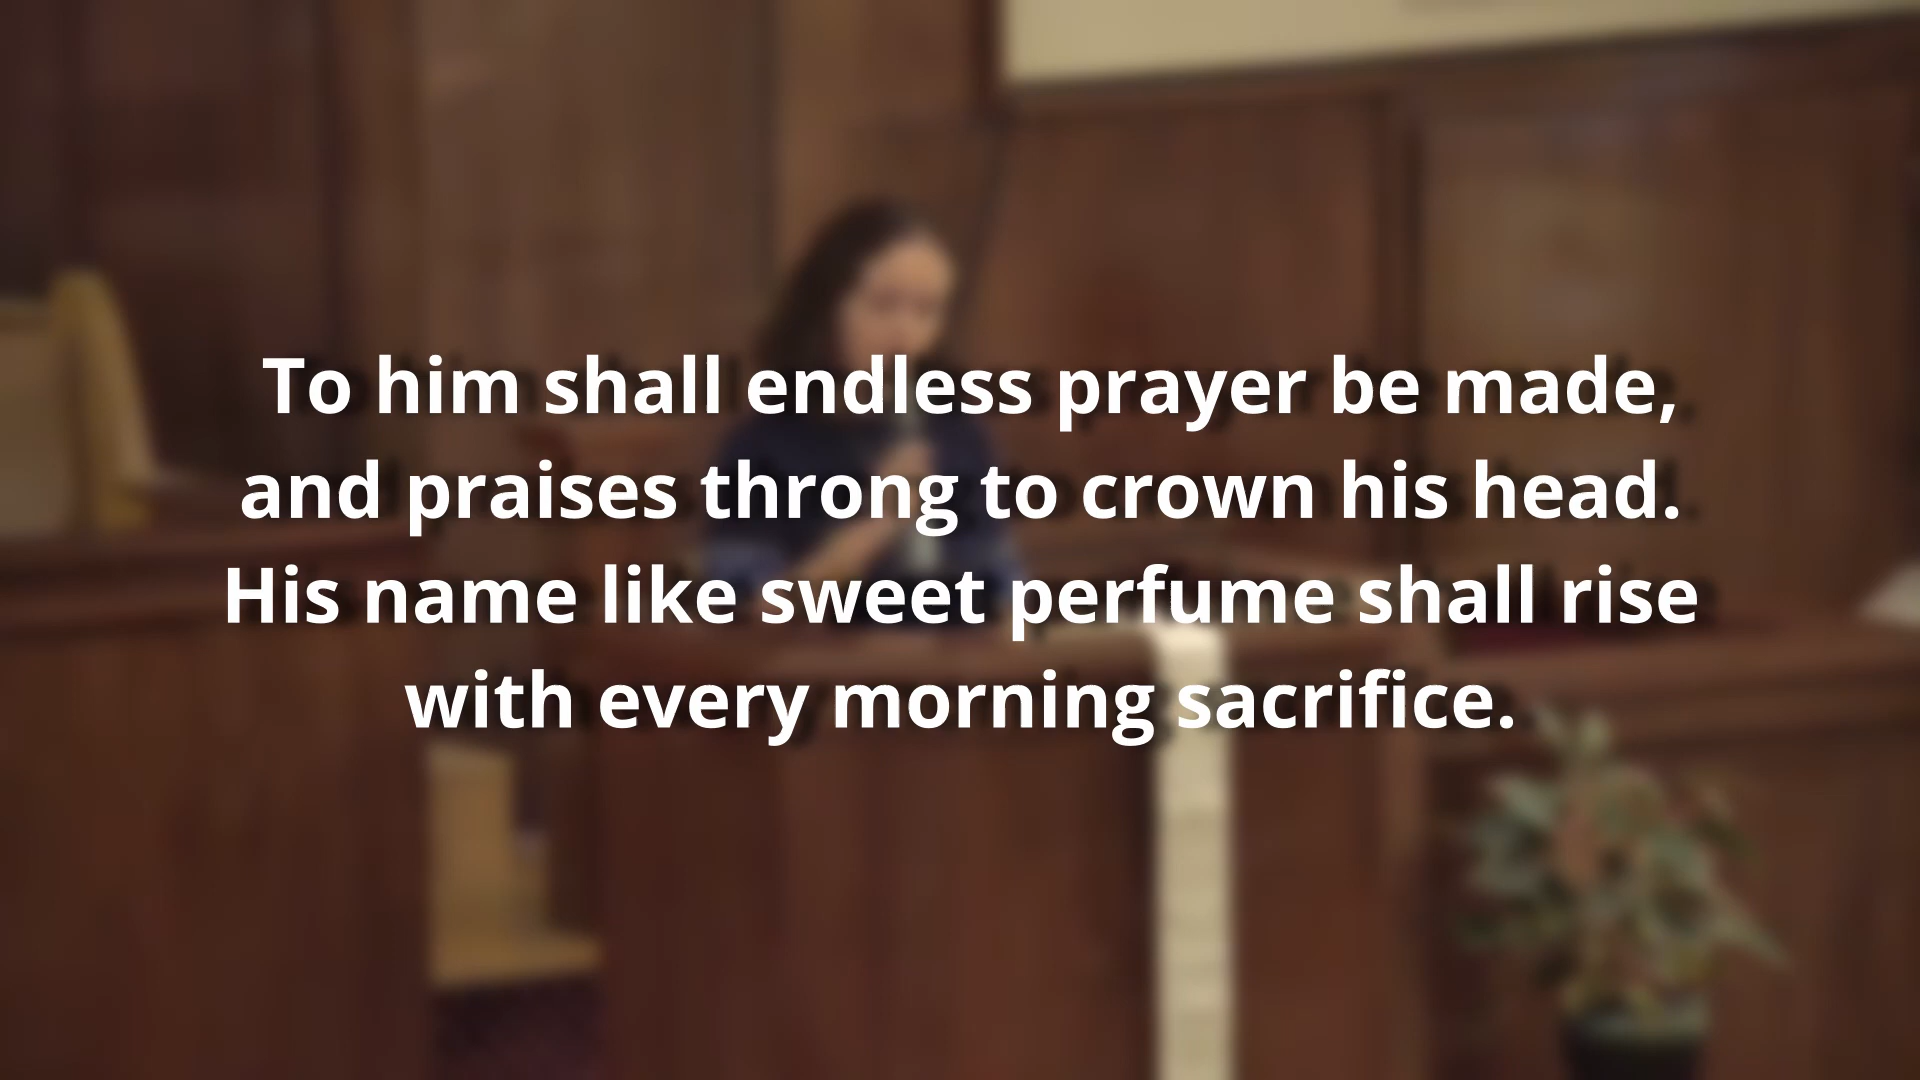 To him shall endless prayer be made,
and praises throng to crown his head.
His name like sweet perfume shall rise
with every morning sacrifice.